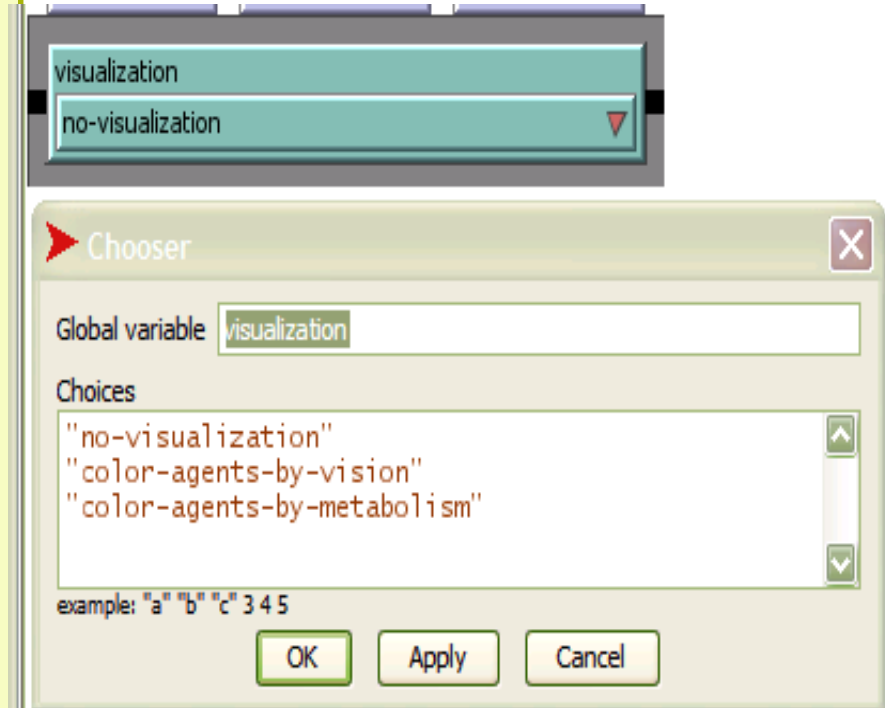 visualization
no-visualization
Chooser
Global variable visualization
Choices
"no-visualization"
"color-agents-by-vision"
"color-agents-by-metabolism"
example: "a" "b" "c" 3 4 5
OK Apply Cancel